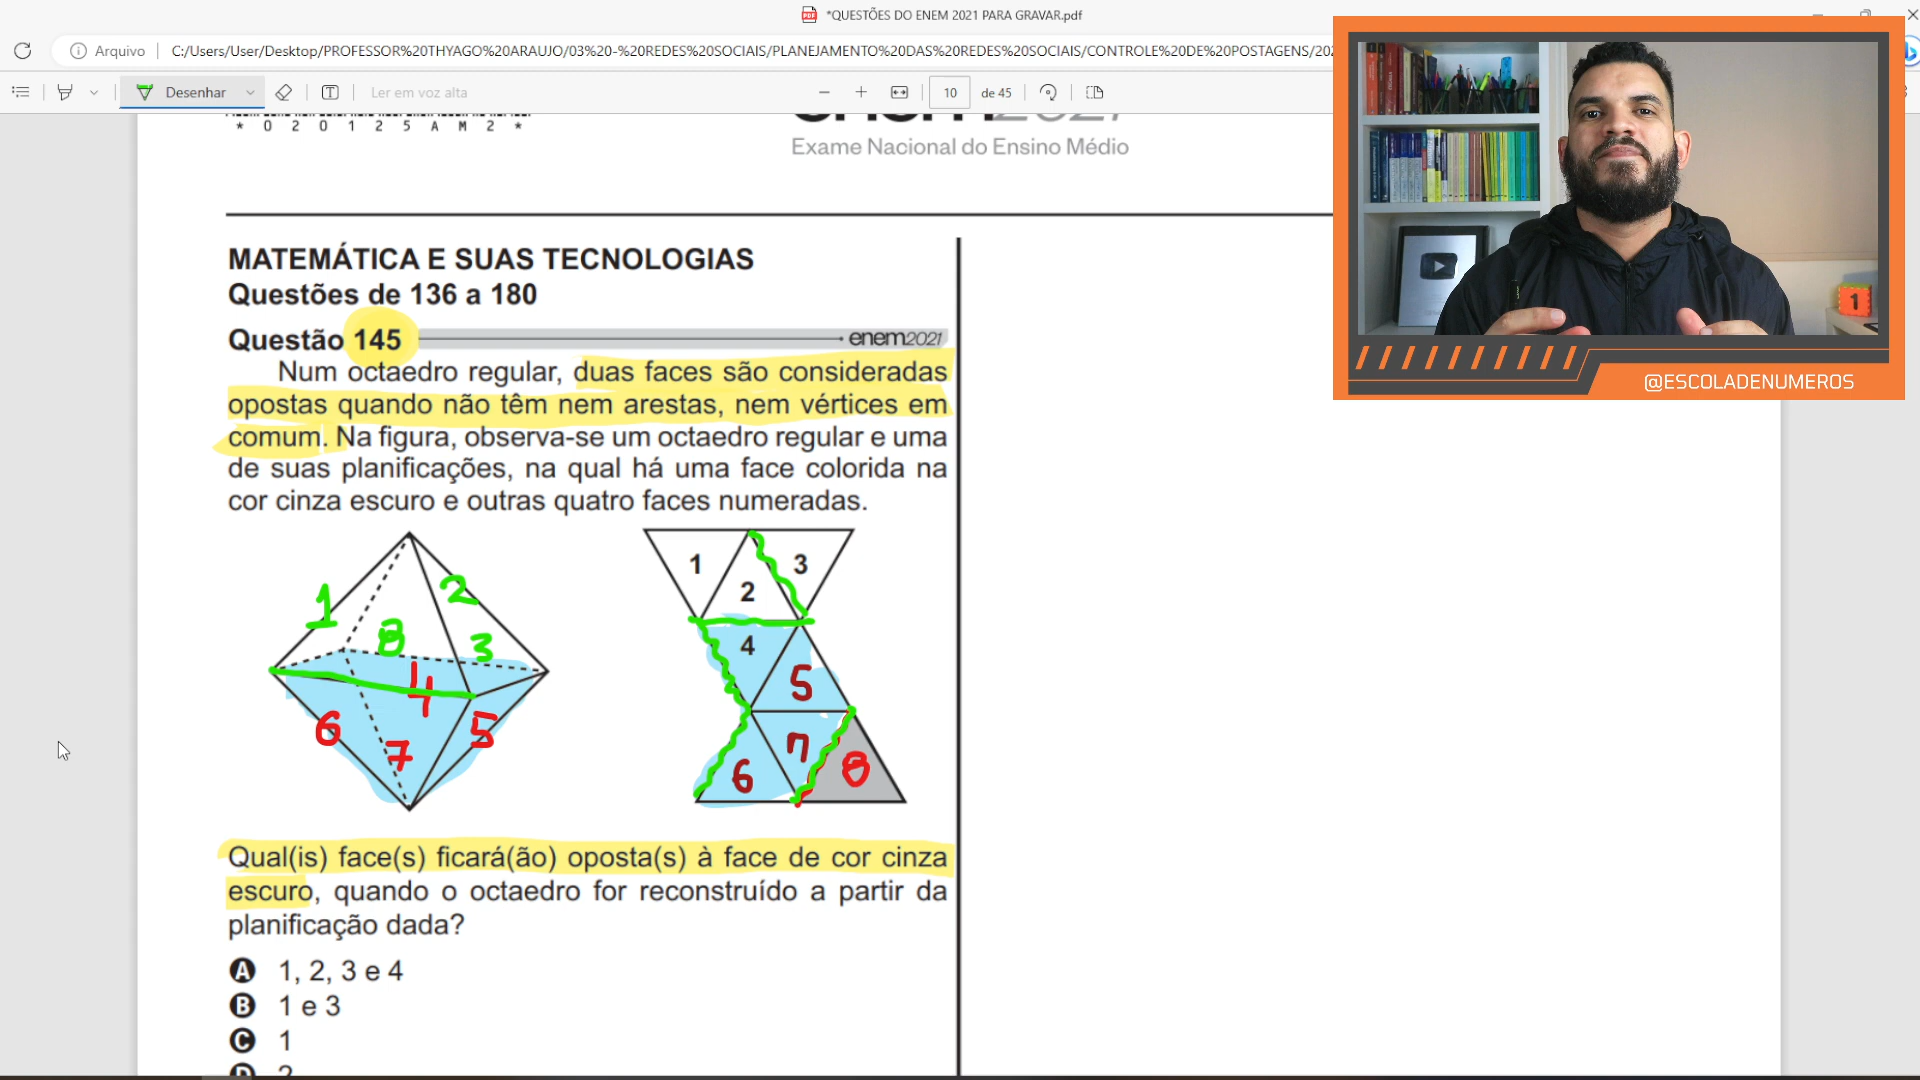 *QUESTÕES DO ENEM 2021 PARA GRAVAR.pdf
Arquivo
C:/Users/User/Desktop/PROFESSOR%20THYAGO%20ARAUJO/03%20-%20REDES%20SOCIAIS/PLANEJAMENTO%20DAS%20REDES%20SOCIAIS/CONTROLE%20DE%20POSTAGENS/202
Desenhar
Ler em voz alta
10 de 45
* 0 2 0 1 2 5 A M 2 *
enem2021
Exame Nacional do Ensino Médio
MATEMÁTICA E SUAS TECNOLOGIAS
Questões de 136 a 180
Questão 145
enem2021
Num octaedro regular, duas faces são consideradas
opostas quando não têm nem arestas, nem vértices em
comum. Na figura, observa-se um octaedro regular e uma
de suas planificações, na qual há uma face colorida na
cor cinza escuro e outras quatro faces numeradas.
1 2
8 3
4
6 7 5
1 3
2
4
5
7
6 8
Qual(is) face(s) ficará(ão) oposta(s) à face de cor cinza
escuro, quando o octaedro for reconstruído a partir da
planificação dada?
A 1, 2, 3 e 4
B 1 e 3
C 1
D 2
1
@ESCOLADENUMEROS